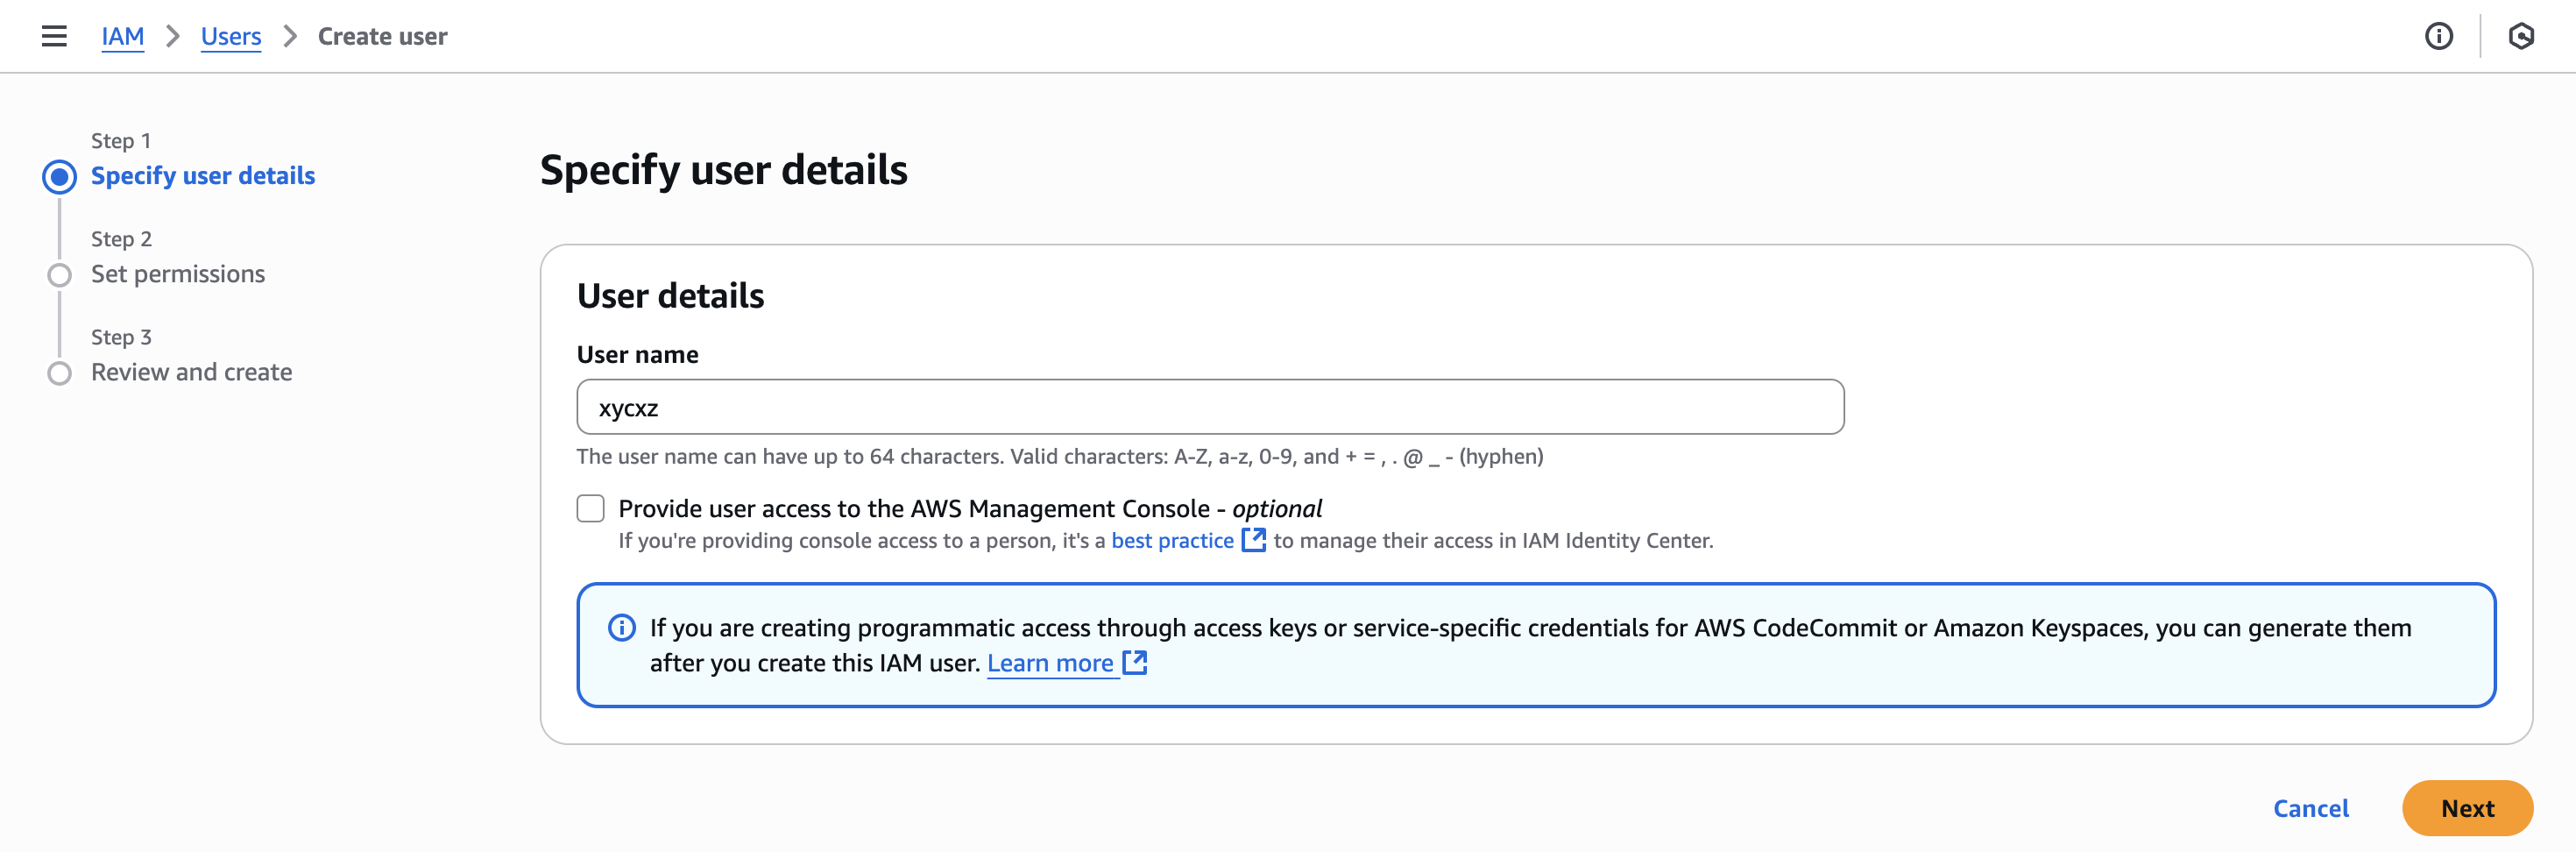 IAM > Users > Create user
Step 1
Specify user details
Step 2
Set permissions
Step 3
Review and create
Specify user details
User details
User name
xycxz
The user name can have up to 64 characters. Valid characters: A-Z, a-z, 0-9, and + = , . @ _ - (hyphen)
Provide user access to the AWS Management Console - optional
If you're providing console access to a person, it's a best practice to manage their access in IAM Identity Center.
If you are creating programmatic access through access keys or service-specific credentials for AWS CodeCommit or Amazon Keyspaces, you can generate them
after you create this IAM user. Learn more
Cancel
Next